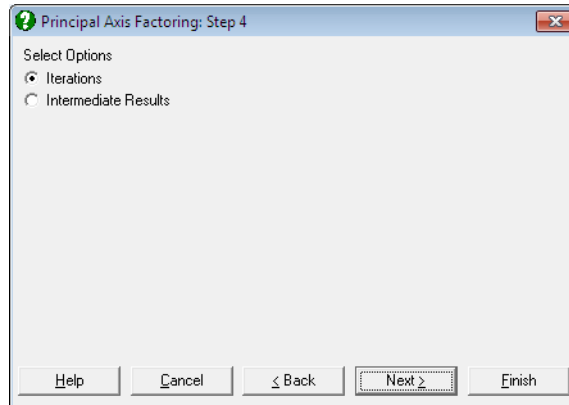 Principal Axis Factoring: Step 4
Select Options
Iterations
Intermediate Results
Help Cancel < Back Next > Finish